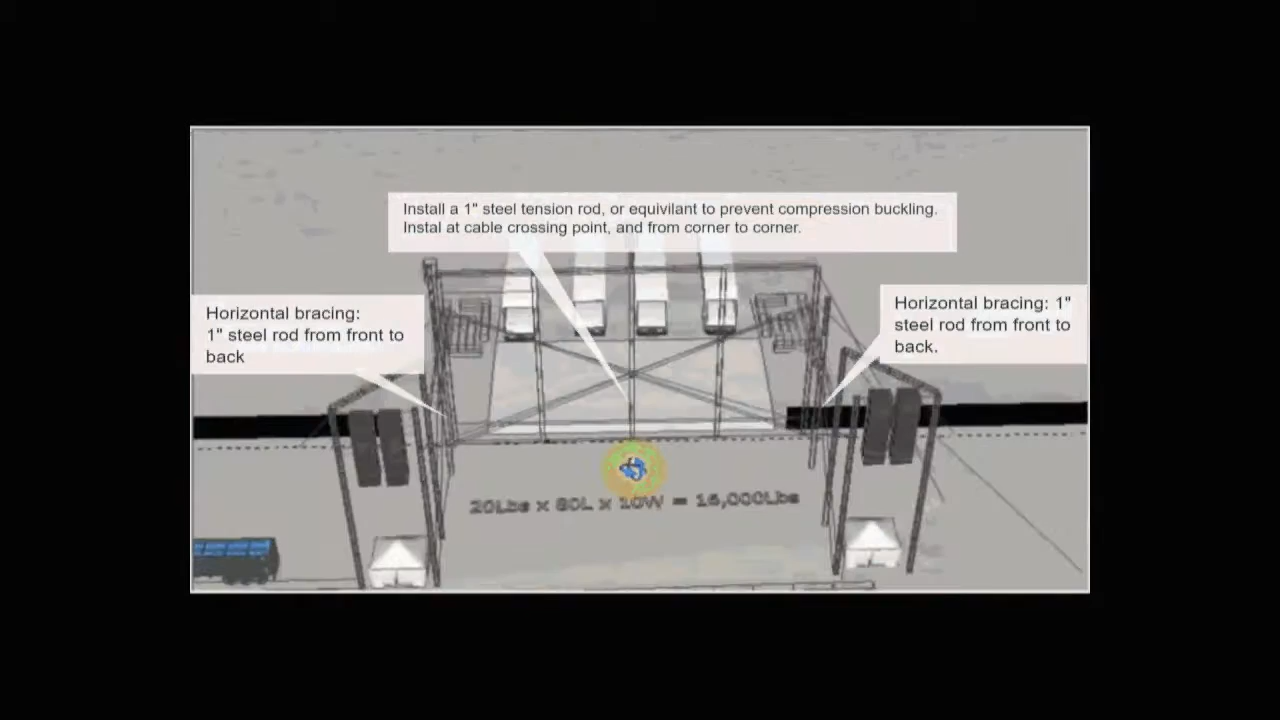 Install a 1" steel tension rod, or equivilant to prevent compression buckling.
Instal at cable crossing point, and from corner to corner.
Horizontal bracing:
1" steel rod from front to
back
Horizontal bracing: 1"
steel rod from front to
back.
20Lbs x 80L x 10W = 16,000Lbs